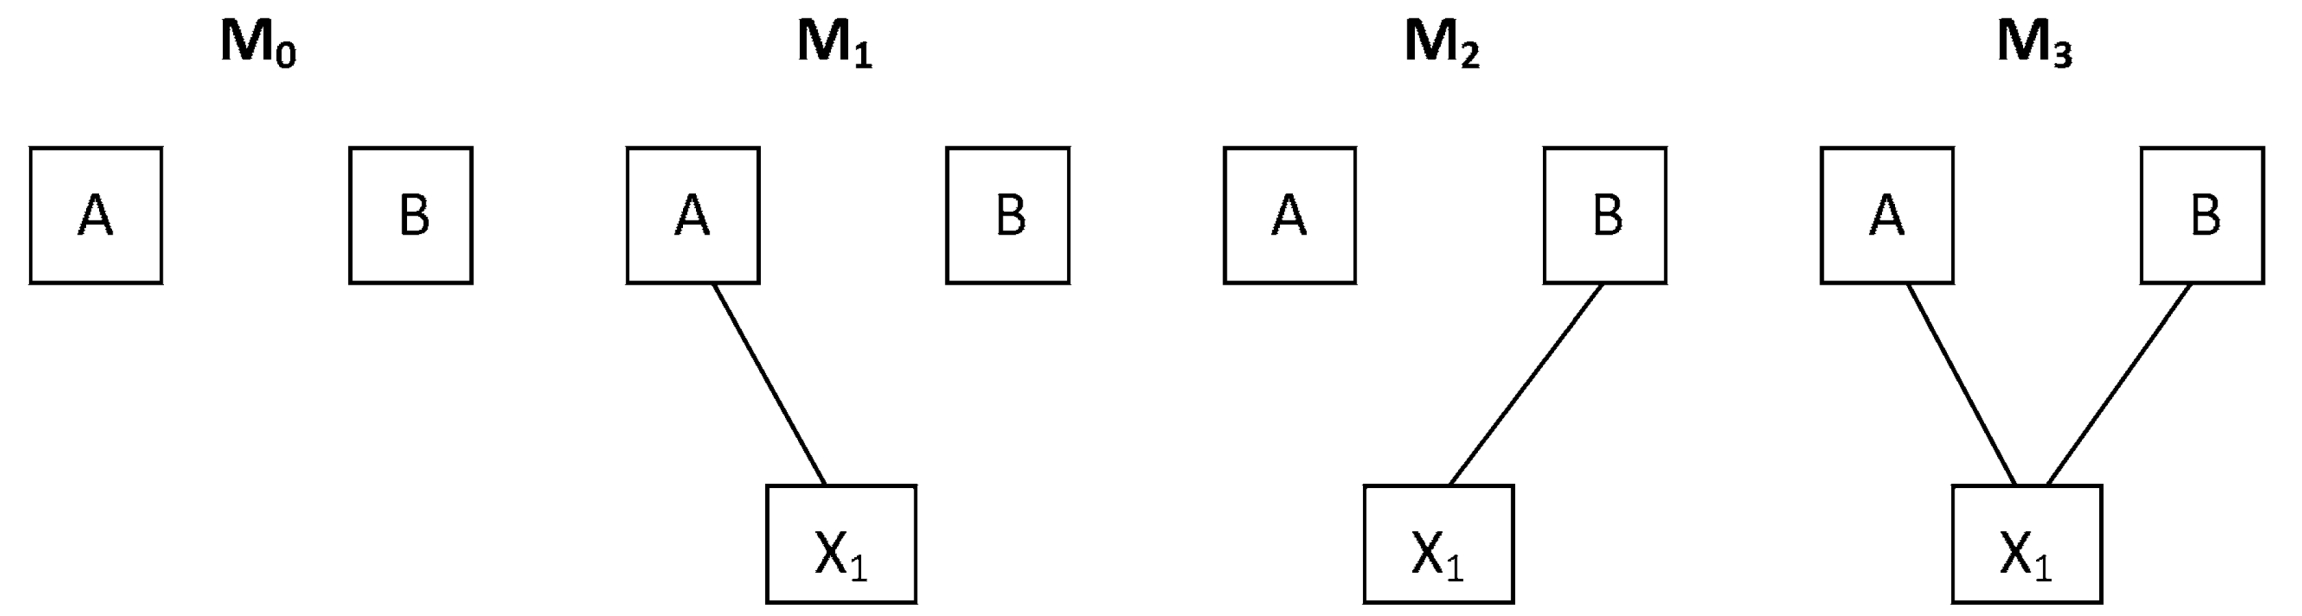 M₀ M₁ M₂ M₃
A B A B A B A B
X₁ X₁ X₁